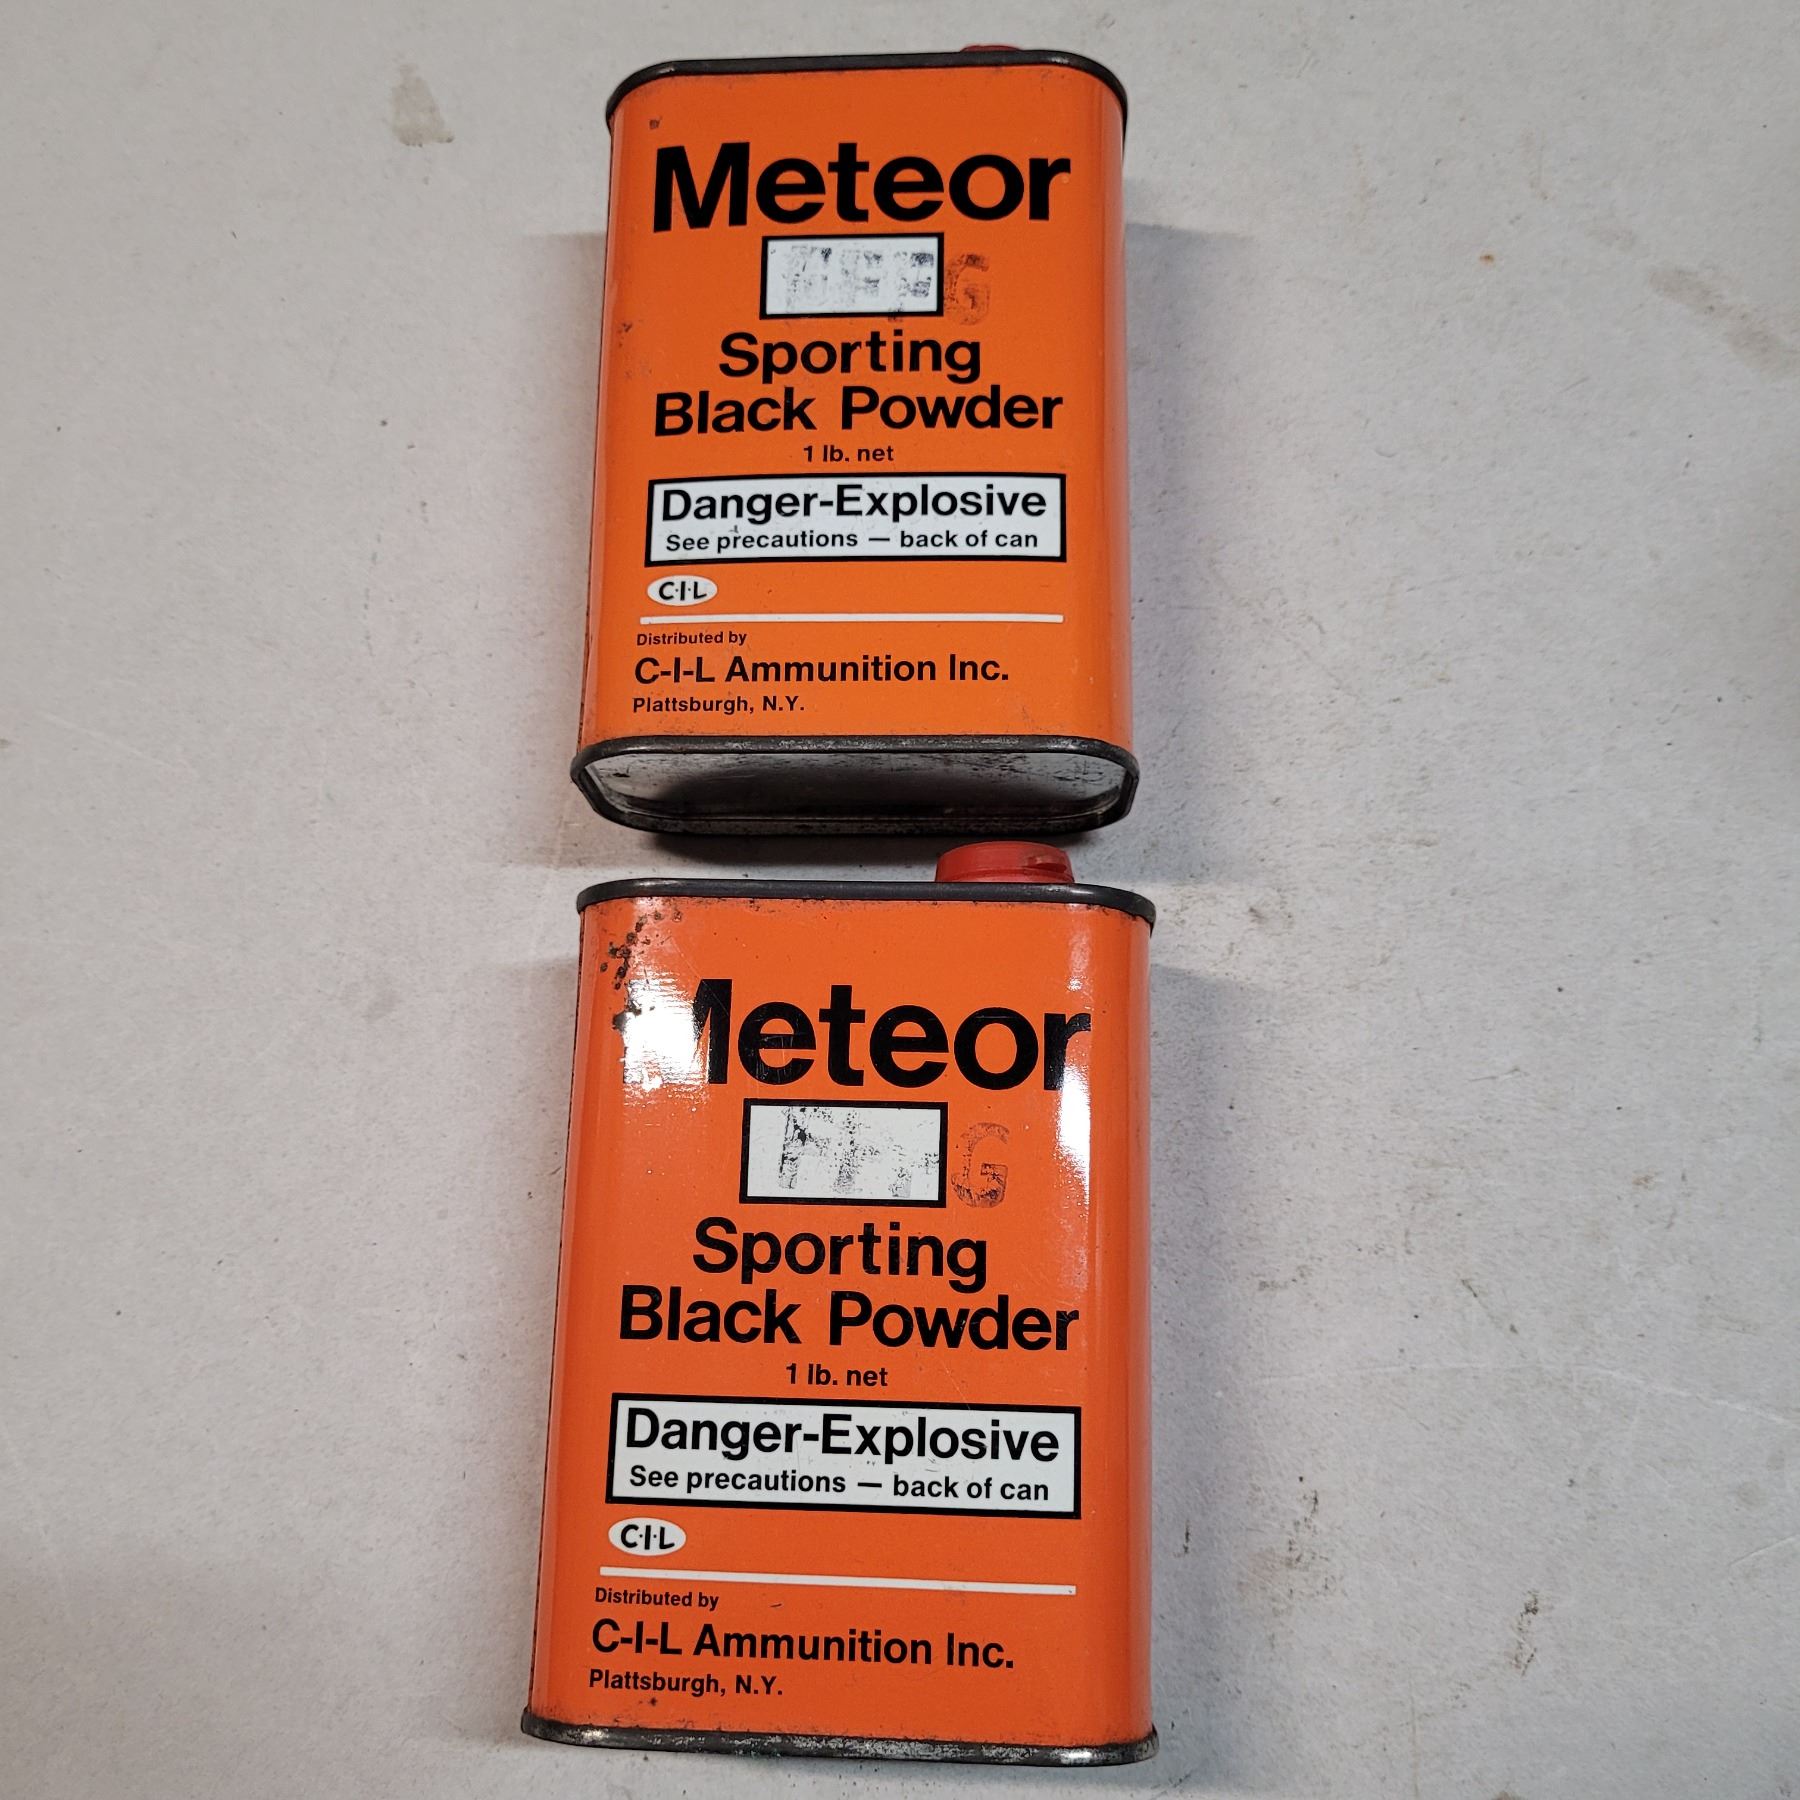 Meteor
G
Sporting
Black Powder
1 lb. net
Danger-Explosive
See precautions — back of can
C·I·L
Distributed by
C-I-L Ammunition Inc.
Plattsburgh, N.Y.
Meteor
G
Sporting
Black Powder
1 lb. net
Danger-Explosive
See precautions — back of can
C·I·L
Distributed by
C-I-L Ammunition Inc.
Plattsburgh, N.Y.